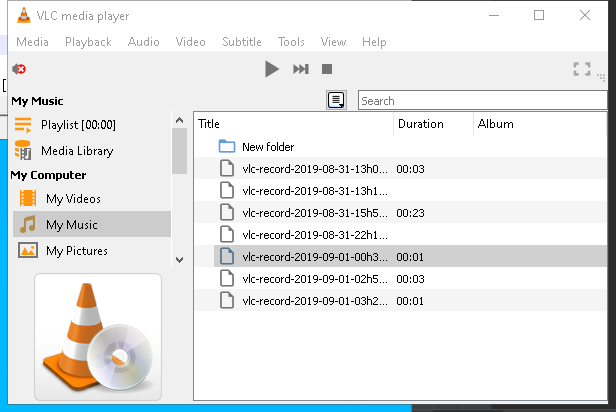 VLC media player
Media Playback Audio Video Subtitle Tools View Help
My Music
Playlist [00:00]
Media Library
My Computer
My Videos
My Music
My Pictures
Search
Title Duration Album
New folder
vlc-record-2019-08-31-13h0... 00:03
vlc-record-2019-08-31-13h1...
vlc-record-2019-08-31-15h5... 00:23
vlc-record-2019-08-31-22h1...
vlc-record-2019-09-01-00h3... 00:01
vlc-record-2019-09-01-02h5... 00:03
vlc-record-2019-09-01-03h2... 00:01